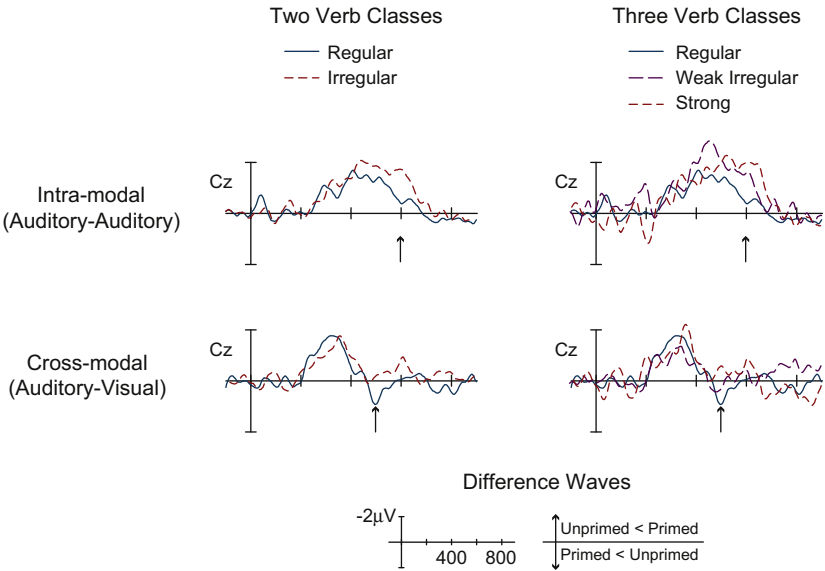 Two Verb Classes
Regular
Irregular
Three Verb Classes
Regular
Weak Irregular
Strong
Intra-modal
(Auditory-Auditory)
Cz
Cz
Cross-modal
(Auditory-Visual)
Cz
Cz
Difference Waves
-2μV
400 800
Unprimed < Primed
Primed < Unprimed